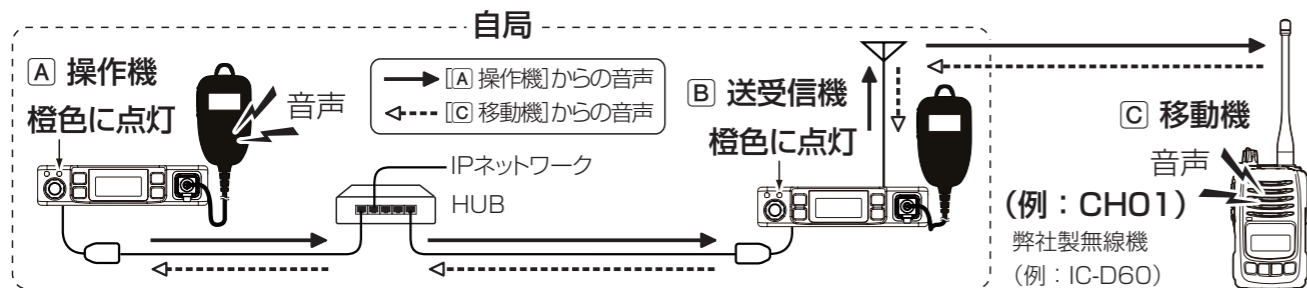 自局
A 操作機
橙色に点灯
音声
[A 操作機]からの音声
[C 移動機]からの音声
IPネットワーク
HUB
B 送受信機
橙色に点灯
C 移動機
音声
(例：CH01)
弊社製無線機
(例：IC-D60)